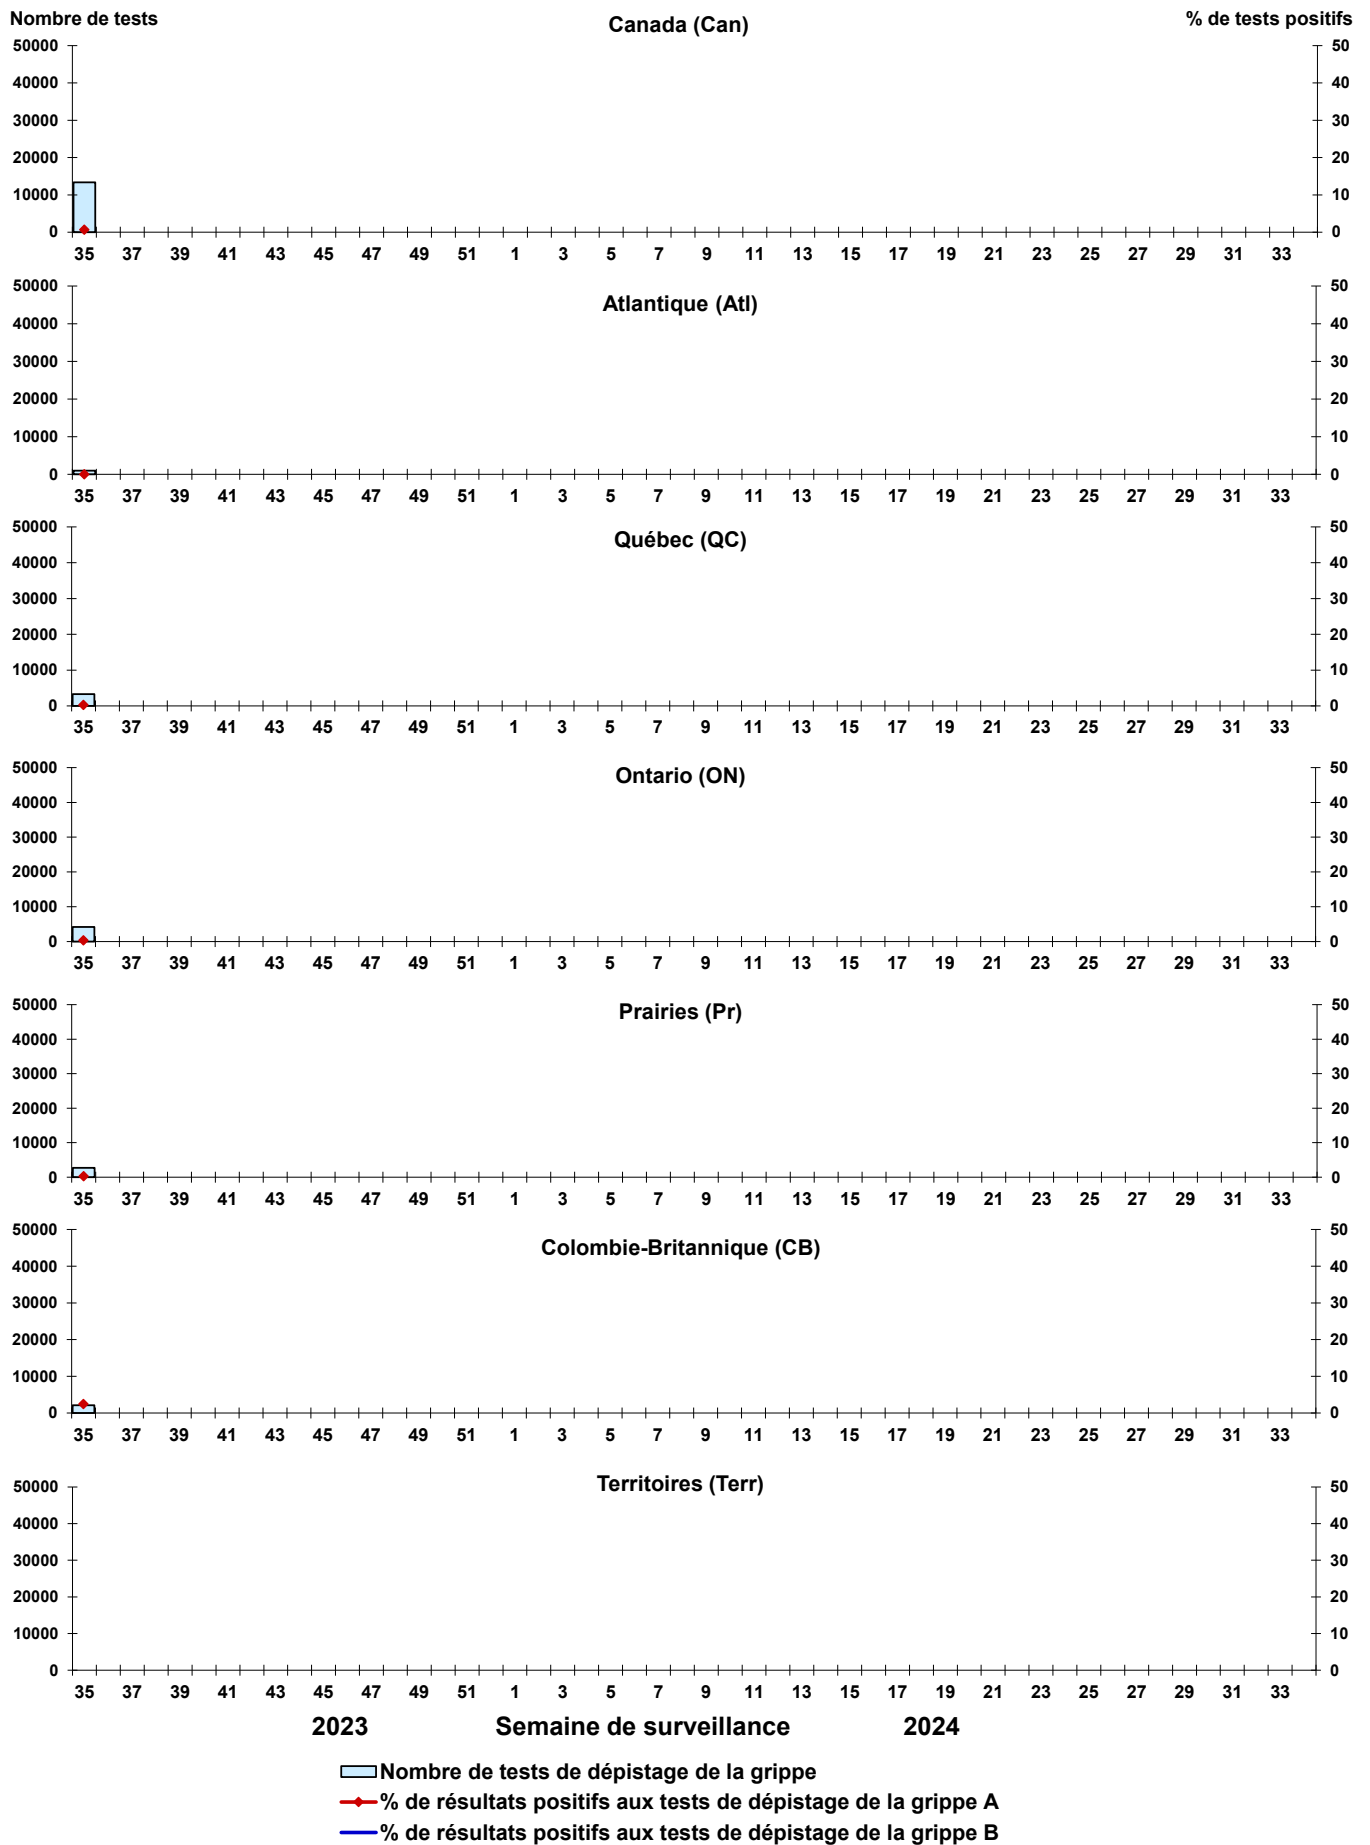 Nombre de tests Canada (Can) % de tests positifs
50000 50
40000 40
30000 30
20000 20
10000 10
0 0
35 37 39 41 43 45 47 49 51 1 3 5 7 9 11 13 15 17 19 21 23 25 27 29 31 33
Atlantique (Atl)
50000 50
40000 40
30000 30
20000 20
10000 10
0 0
35 37 39 41 43 45 47 49 51 1 3 5 7 9 11 13 15 17 19 21 23 25 27 29 31 33
Québec (QC)
50000 50
40000 40
30000 30
20000 20
10000 10
0 0
35 37 39 41 43 45 47 49 51 1 3 5 7 9 11 13 15 17 19 21 23 25 27 29 31 33
Ontario (ON)
50000 50
40000 40
30000 30
20000 20
10000 10
0 0
35 37 39 41 43 45 47 49 51 1 3 5 7 9 11 13 15 17 19 21 23 25 27 29 31 33
Prairies (Pr)
50000 50
40000 40
30000 30
20000 20
10000 10
0 0
35 37 39 41 43 45 47 49 51 1 3 5 7 9 11 13 15 17 19 21 23 25 27 29 31 33
Colombie-Britannique (CB)
50000 50
40000 40
30000 30
20000 20
10000 10
0 0
35 37 39 41 43 45 47 49 51 1 3 5 7 9 11 13 15 17 19 21 23 25 27 29 31 33
Territoires (Terr)
50000 50
40000 40
30000 30
20000 20
10000 10
0 0
35 37 39 41 43 45 47 49 51 1 3 5 7 9 11 13 15 17 19 21 23 25 27 29 31 33
2023 Semaine de surveillance 2024
Nombre de tests de dépistage de la grippe
% de résultats positifs aux tests de dépistage de la grippe A
% de résultats positifs aux tests de dépistage de la grippe B